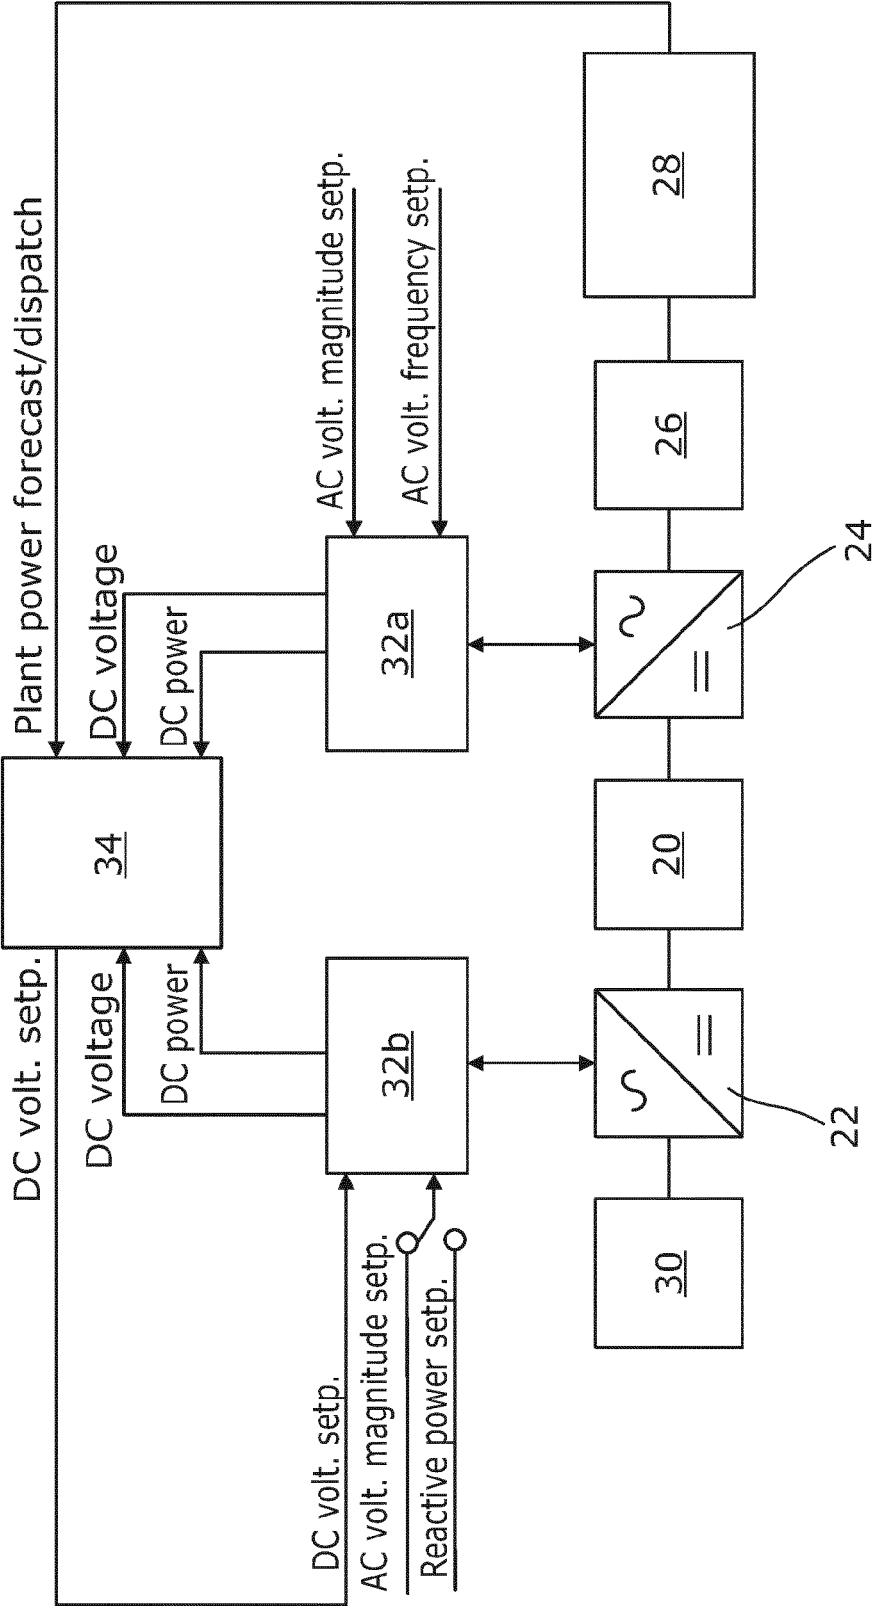 Plant power forecast/dispatch
DC volt. setp.
DC voltage
DC voltage
34
DC power
DC power
DC volt. setp.
AC volt. magnitude setp.
Reactive power setp.
32b
32a
AC volt. magnitude setp.
AC volt. frequency setp.
30
22
20
24
26
28